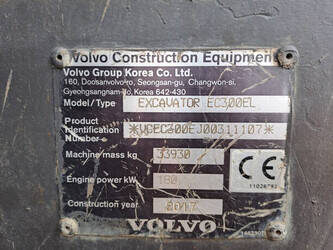 Volvo Construction Equipment
Volvo Group Korea Co. Ltd.
160, Doosanvolvo-ro, Seongsan-gu, Changwon-si,
Gyeongsangnam-do, Korea 642-430
Model/Type EXCAVATOR EC300EL
Product
Identification *VCEC300EJ00311107*
Number
Machine mass kg 33930
Engine power kW 180
CE
Construction year 2017
VOLVO